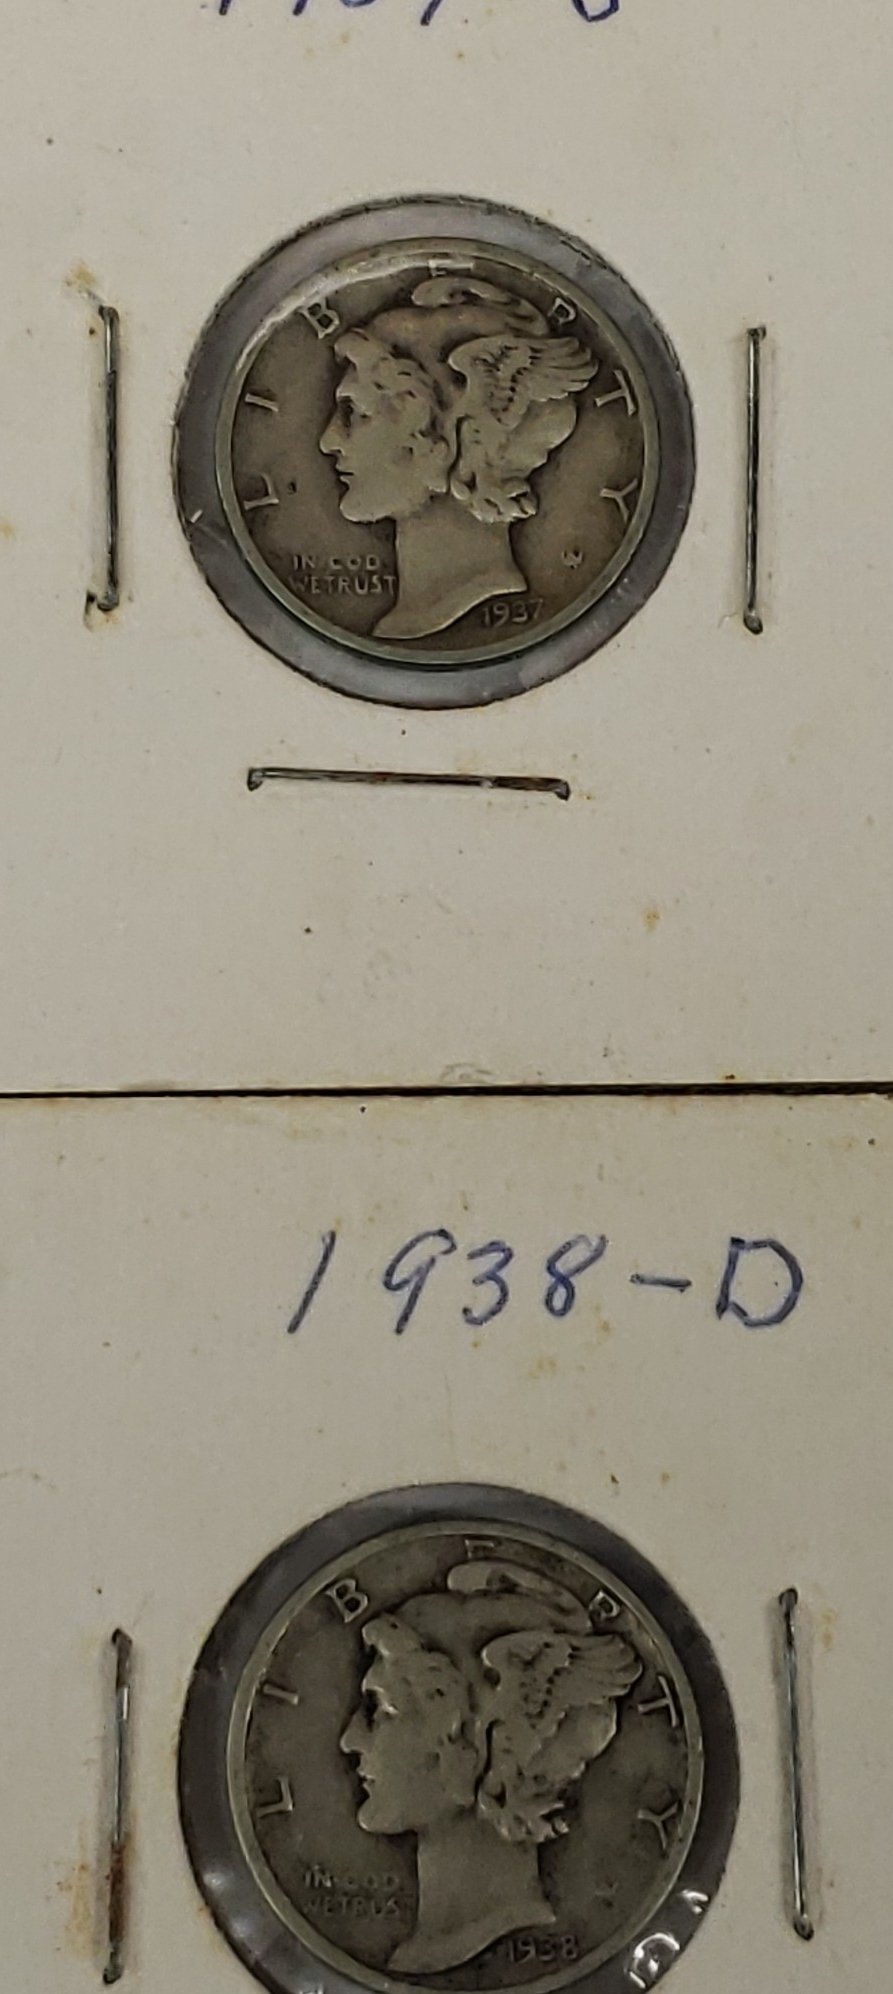 LIBERTY
IN GOD
WE TRUST
1937
1938-D
LIBERTY
IN GOD
WE TRUST
1938